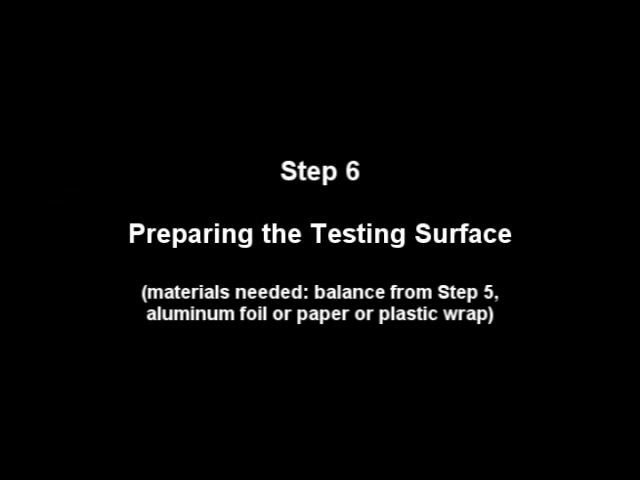 Step 6
Preparing the Testing Surface
(materials needed: balance from Step 5,
aluminum foil or paper or plastic wrap)